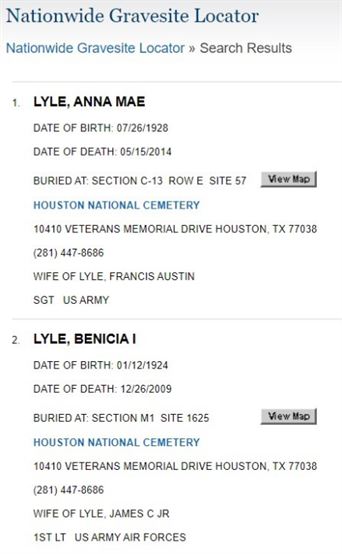 Nationwide Gravesite Locator
Nationwide Gravesite Locator » Search Results
1. LYLE, ANNA MAE
DATE OF BIRTH: 07/26/1928
DATE OF DEATH: 05/15/2014
BURIED AT: SECTION C-13 ROW E SITE 57 View Map
HOUSTON NATIONAL CEMETERY
10410 VETERANS MEMORIAL DRIVE HOUSTON, TX 77038
(281) 447-8686
WIFE OF LYLE, FRANCIS AUSTIN
SGT US ARMY
2. LYLE, BENICIA I
DATE OF BIRTH: 01/12/1924
DATE OF DEATH: 12/26/2009
BURIED AT: SECTION M1 SITE 1625 View Map
HOUSTON NATIONAL CEMETERY
10410 VETERANS MEMORIAL DRIVE HOUSTON, TX 77038
(281) 447-8686
WIFE OF LYLE, JAMES C JR
1ST LT US ARMY AIR FORCES